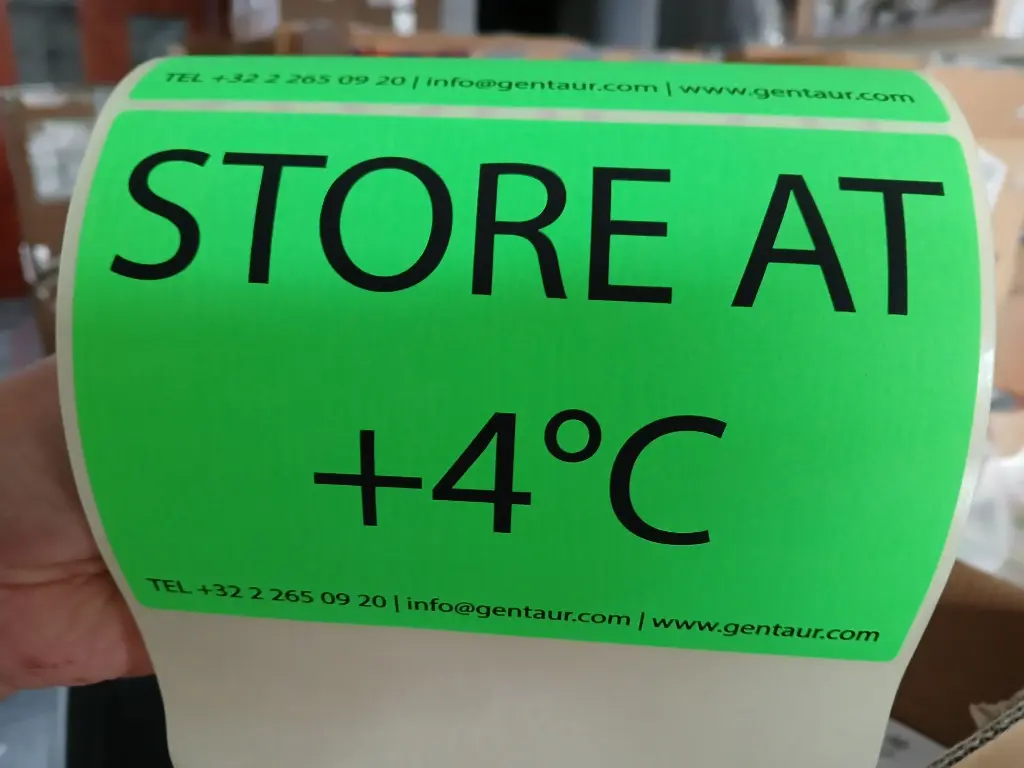 TEL +32 2 265 09 20 | info@gentaur.com | www.gentaur.com
STORE AT
+4°C
TEL +32 2 265 09 20 | info@gentaur.com | www.gentaur.com